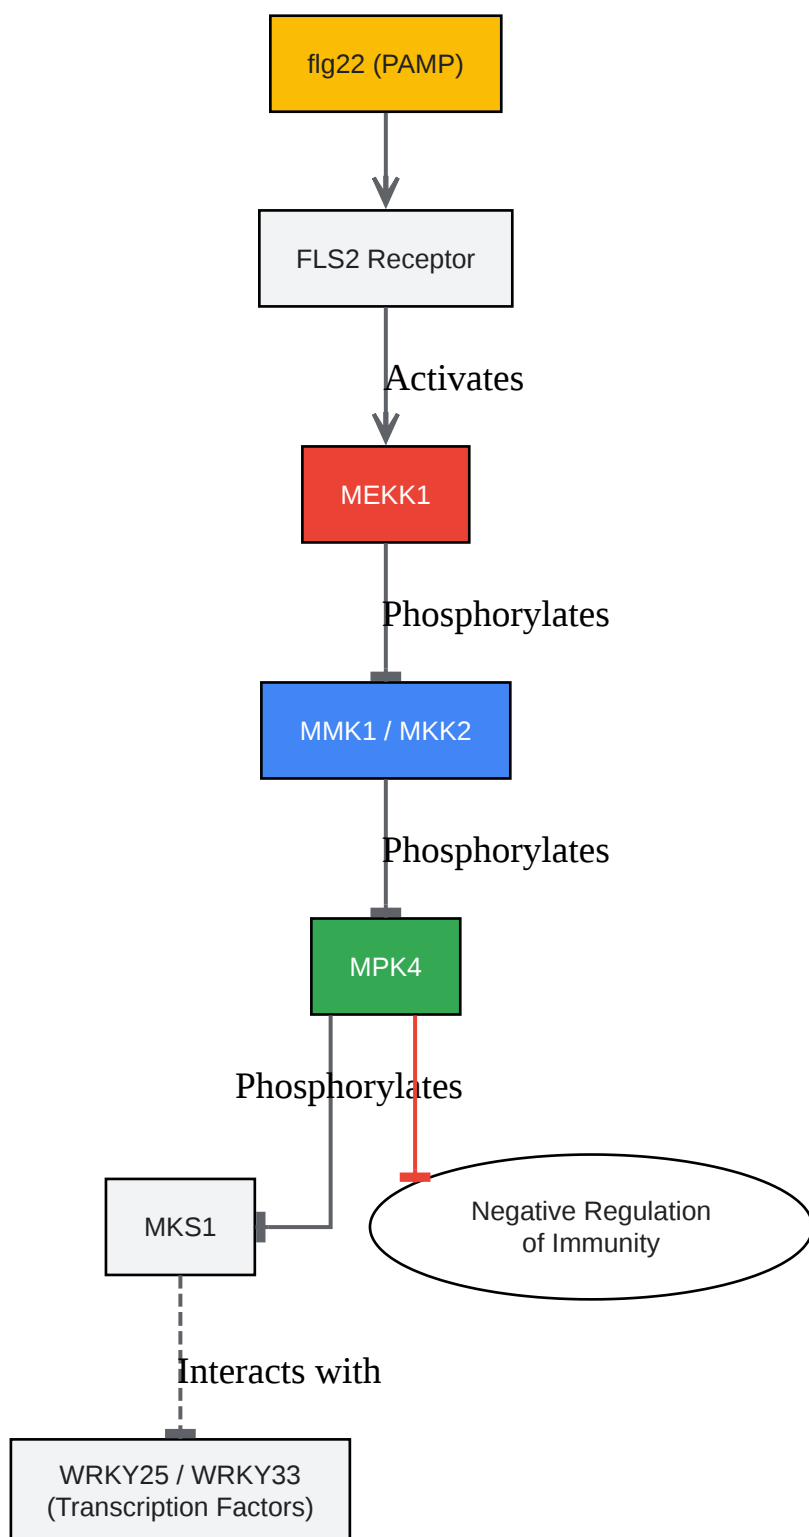 flg22 (PAMP)
FLS2 Receptor
Activates
MEKK1
Phosphorylates
MMK1 / MKK2
Phosphorylates
MPK4
Phosphorylates
MKS1
Negative Regulation
of Immunity
Interacts with
WRKY25 / WRKY33
(Transcription Factors)